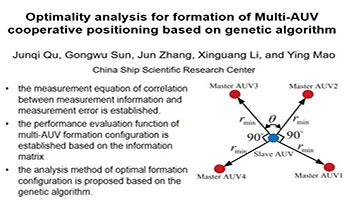 Optimality analysis for formation of Multi-AUV
cooperative positioning based on genetic algorithm
Junqi Qu, Gongwu Sun, Jun Zhang, Xinguang Li, and Ying Mao
China Ship Scientific Research Center
• the measurement equation of correlation
between measurement information and
measurement error is established.
• the performance evaluation function of
multi-AUV formation configuration is
established based on the information
matrix
• the analysis method of optimal formation
configuration is proposed based on the
genetic algorithm.
Master AUV3
Master AUV2
r min
θ
r min
90°
90°
Slave AUV
r min
r min
Master AUV4
Master AUV1